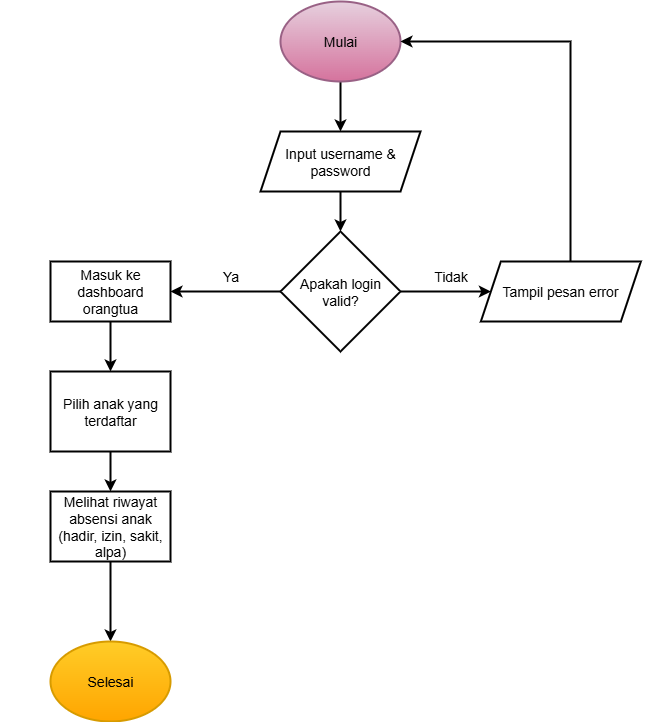 Mulai
Input username &
password
Apakah login
valid?
Ya
Tidak
Masuk ke
dashboard
orangtua
Tampil pesan error
Pilih anak yang
terdaftar
Melihat riwayat
absensi anak
(hadir, izin, sakit,
alpa)
Selesai